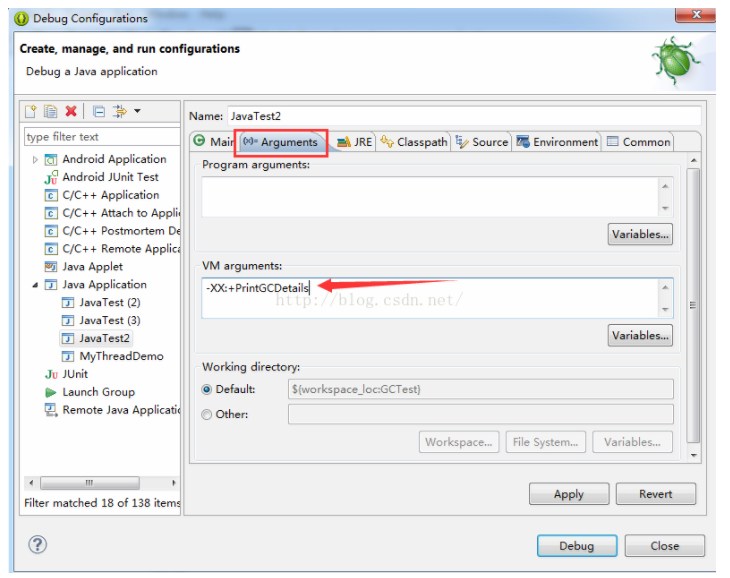 Debug Configurations
Create, manage, and run configurations
Debug a Java application
type filter text
Android Application
Android JUnit Test
C/C++ Application
C/C++ Attach to Applic
C/C++ Postmortem De
C/C++ Remote Applica
Java Applet
Java Application
JavaTest (2)
JavaTest (3)
JavaTest2
MyThreadDemo
Ju JUnit
Launch Group
Remote Java Applicatio
Filter matched 18 of 138 items
Name: JavaTest2
Main (x)= Arguments JRE Classpath Source Environment Common
Program arguments:
Variables...
VM arguments:
-XX:+PrintGCDetails
http://blog.csdn.net/
Variables...
Working directory:
Default: ${workspace_loc:GCTest}
Other:
Workspace... File System... Variables...
Apply Revert
? Debug Close